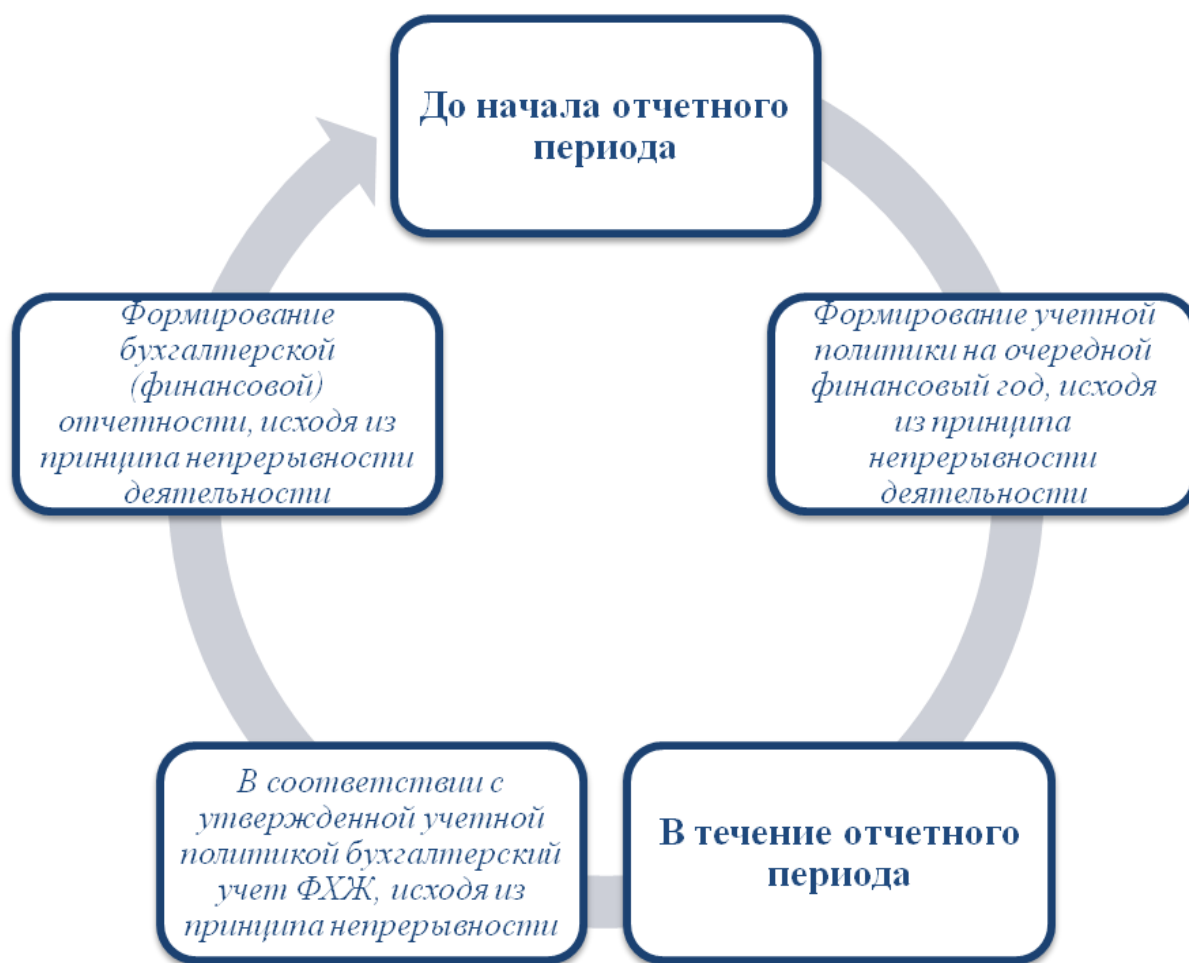 До начала отчетного
периода
Формирование учетной
политики на очередной
финансовый год, исходя
из принципа
непрерывности
деятельности
В течение отчетного
периода
В соответствии с
утвержденной учетной
политикой бухгалтерский
учет ФХЖ, исходя из
принципа непрерывности
Формирование
бухгалтерской
(финансовой)
отчетности, исходя из
принципа непрерывности
деятельности